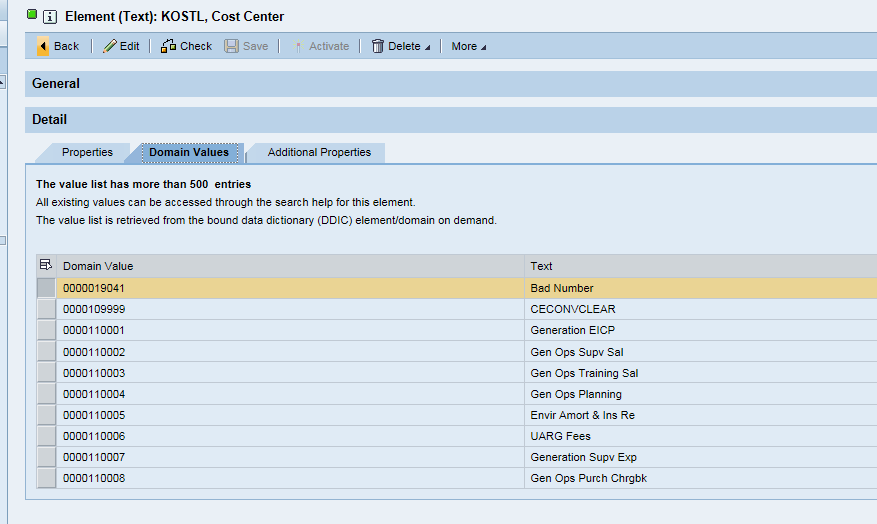 Element (Text): KOSTL, Cost Center
Back Edit Check Save Activate Delete More
General
Detail
Properties Domain Values Additional Properties
The value list has more than 500 entries
All existing values can be accessed through the search help for this element.
The value list is retrieved from the bound data dictionary (DDIC) element/domain on demand.
Domain Value Text
0000019041 Bad Number
0000109999 CECONVCLEAR
0000110001 Generation EICP
0000110002 Gen Ops Supv Sal
0000110003 Gen Ops Training Sal
0000110004 Gen Ops Planning
0000110005 Envir Amort & Ins Re
0000110006 UARG Fees
0000110007 Generation Supv Exp
0000110008 Gen Ops Purch Chrgbk